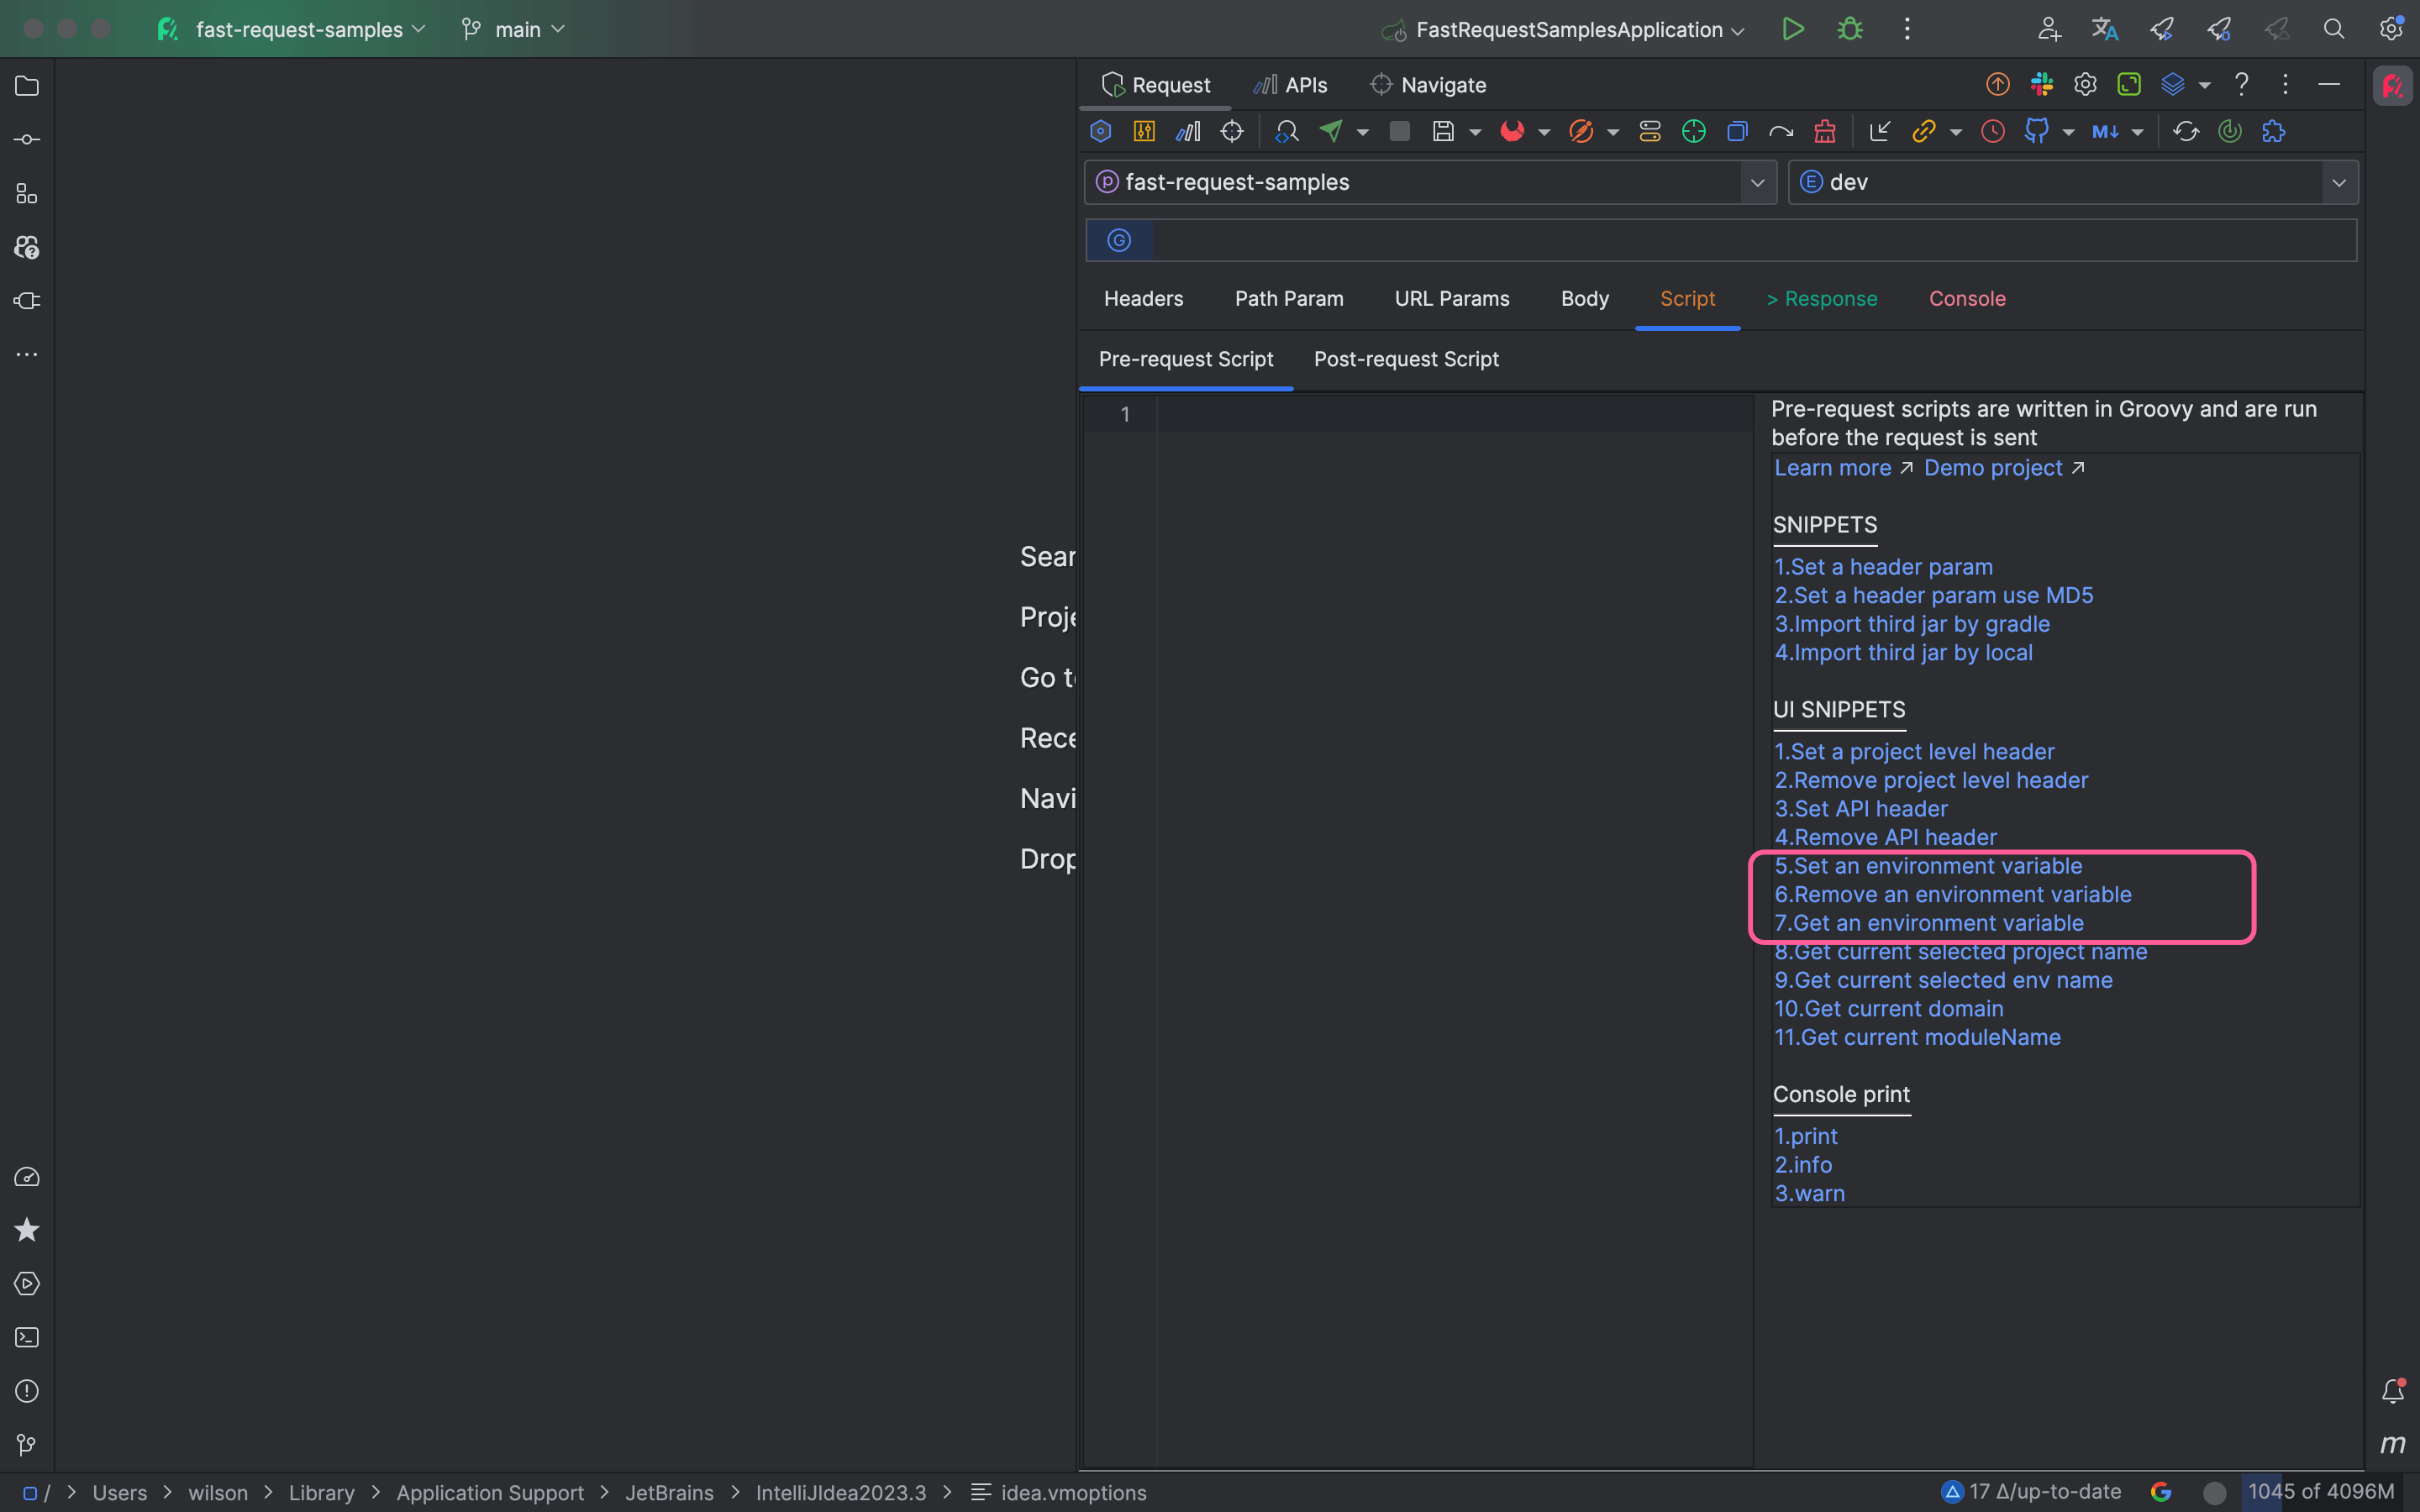 fast-request-samples
main
FastRequestSamplesApplication
Request
APIs
Navigate
M↓
P fast-request-samples
E dev
G
Headers
Path Param
URL Params
Body
Script
> Response
Console
Pre-request Script
Post-request Script
1
Pre-request scripts are written in Groovy and are run
before the request is sent
Learn more ↗ Demo project ↗
SNIPPETS
1.Set a header param
2.Set a header param use MD5
3.Import third jar by gradle
4.Import third jar by local
UI SNIPPETS
1.Set a project level header
2.Remove project level header
3.Set API header
4.Remove API header
5.Set an environment variable
6.Remove an environment variable
7.Get an environment variable
8.Get current selected project name
9.Get current selected env name
10.Get current domain
11.Get current moduleName
Console print
1.print
2.info
3.warn
Sear
Proje
Go to
Rece
Navi
Drop
m
/ > Users > wilson > Library > Application Support > JetBrains > IntelliJIdea2023.3 > idea.vmoptions
17 Δ/up-to-date
1045 of 4096M